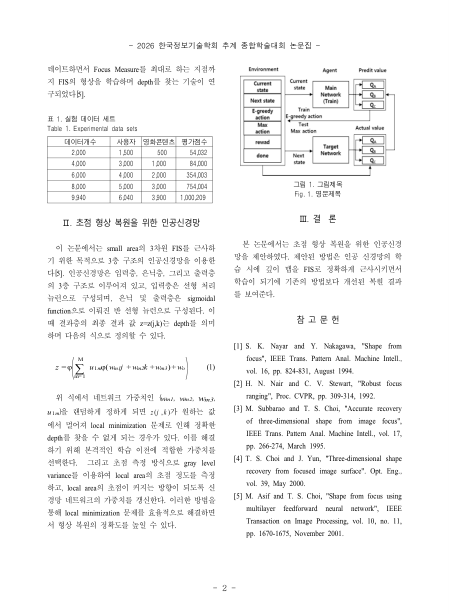 - 2026 한국정보기술학회 추계 종합학술대회 논문집 -
데이트하면서 Focus Measure를 최대로 하는 지점까
지 FIS의 형상을 학습하며 depth를 찾는 기술이 연
구되었다[5].
표 1. 실험 데이터 세트
Table 1. Experimental data sets
데이터개수 사용자 영화콘텐츠 평가점수
2,000 1,500 500 54,032
4,000 3,000 1,000 84,000
6,000 4,000 2,000 354,003
8,000 5,000 3,000 754,004
9,940 6,040 3,900 1,000,209
Ⅱ. 초점 형상 복원을 위한 인공신경망
이 논문에서는 small area의 3차원 FIS를 근사하
기 위한 목적으로 3층 구조의 인공신경망을 이용한
다[5]. 인공신경망은 입력층, 은닉층, 그리고 출력층
의 3층 구조로 이루어져 있고, 입력층은 선형 처리
뉴런으로 구성되며, 은닉 및 출력층은 sigmoidal
function으로 이뤄진 반 선형 뉴런으로 구성된다. 이
때 결과층의 최종 결과 값 z=z(j,k)는 depth를 의미
하며 다음의 식으로 정의할 수 있다.
(1)
위 식에서 네트워크 가중치인
을 랜덤하게 정하게 되면 z(j ,k)가 원하는 값
에서 멀어져 local minimization 문제로 인해 정확한
depth를 찾을 수 없게 되는 경우가 있다. 이를 해결
하기 위해 본격적인 학습 이전에 적합한 가중치를
선택한다. 그리고 초점 측정 방식으로 gray level
variance를 이용하여 local area의 초점 정도를 측정
하고, local area의 초점이 커지는 방향이 되도록 신
경망 네트워크의 가중치를 갱신한다. 이러한 방법을
통해 local minimization 문제를 효율적으로 해결하면
서 형상 복원의 정확도를 높일 수 있다.
Environment Agent Predit value
Current state
Next state
E-greedy action
Max action
reward
done
Current state
Main Network (Train)
Train
E-greedy action
Test
Max action
Actual value
Next state
Target Network
그림 1. 그림제목
Fig. 1. 영문제목
Ⅲ. 결 론
본 논문에서는 초점 형상 복원을 위한 인공신경
망을 제안하였다. 제안된 방법은 인공 신경망의 학
습 시에 깊이 맵을 FIS로 정확하게 근사시키면서
학습이 되기에 기존의 방법보다 개선된 복원 결과
를 보여준다.
참 고 문 헌
[1] S. K. Nayar and Y. Nakagawa, "Shape from
focus", IEEE Trans. Pattern Anal. Machine Intell.,
vol. 16, pp. 824-831, August 1994.
[2] H. N. Nair and C. V. Stewart, "Robust focus
ranging", Proc. CVPR, pp. 309-314, 1992.
[3] M. Subbarao and T. S. Choi, "Accurate recovery
of three-dimensional shape from image focus",
IEEE Trans. Pattern Anal. Machine Intell., vol. 17,
pp. 266-274, March 1995.
[4] T. S. Choi and J. Yun, "Three-dimensional shape
recovery from focused image surface". Opt. Eng.,
vol. 39, May 2000.
[5] M. Asif and T. S. Choi, "Shape from focus using
multilayer feedforward neural network", IEEE
Transaction on Image Processing, vol. 10, no. 11,
pp. 1670-1675, November 2001.
- 2 -